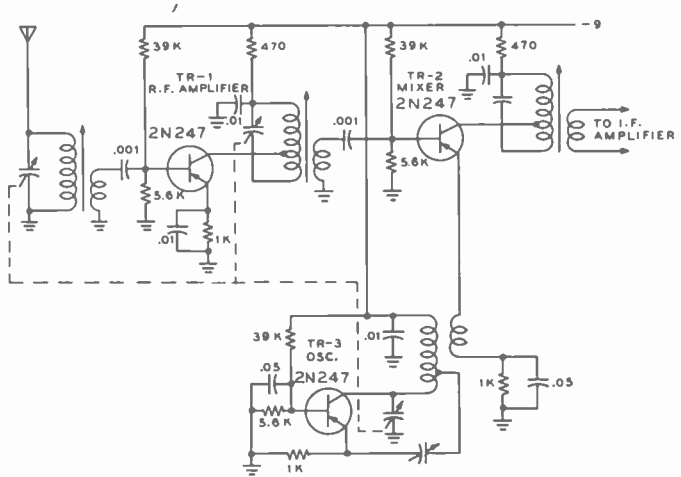 -9
39K
470
39K
470
TR-1
R.F. AMPLIFIER
2N247
.01
.001
5.6K
.01
1K
.001
TR-2
MIXER
2N247
.01
5.6K
TO I.F.
AMPLIFIER
39K
TR-3
OSC.
2N247
.05
5.6K
1K
.01
1K
.05